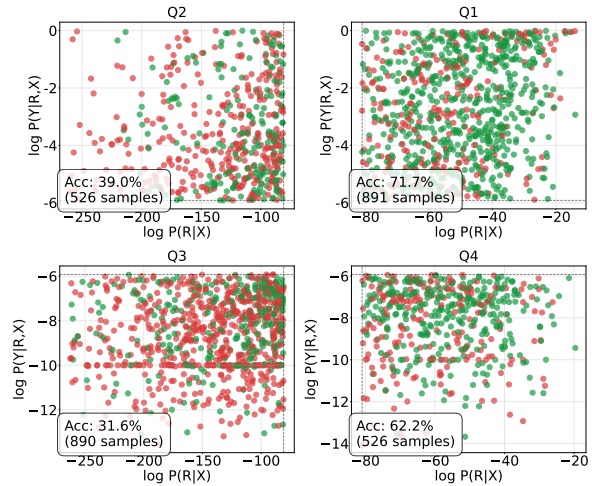 Q2
Q1
0
−2
−4
−6
log P(Y|R,X)
Acc: 39.0%
(526 samples)
−250
−200
−150
−100
log P(R|X)
0
−2
−4
−6
log P(Y|R,X)
Acc: 71.7%
(891 samples)
−80
−60
−40
−20
log P(R|X)
Q3
Q4
−6
−8
−10
−12
log P(Y|R,X)
Acc: 31.6%
(890 samples)
−250
−200
−150
−100
log P(R|X)
−6
−8
−10
−12
−14
log P(Y|R,X)
Acc: 62.2%
(526 samples)
−80
−60
−40
−20
log P(R|X)